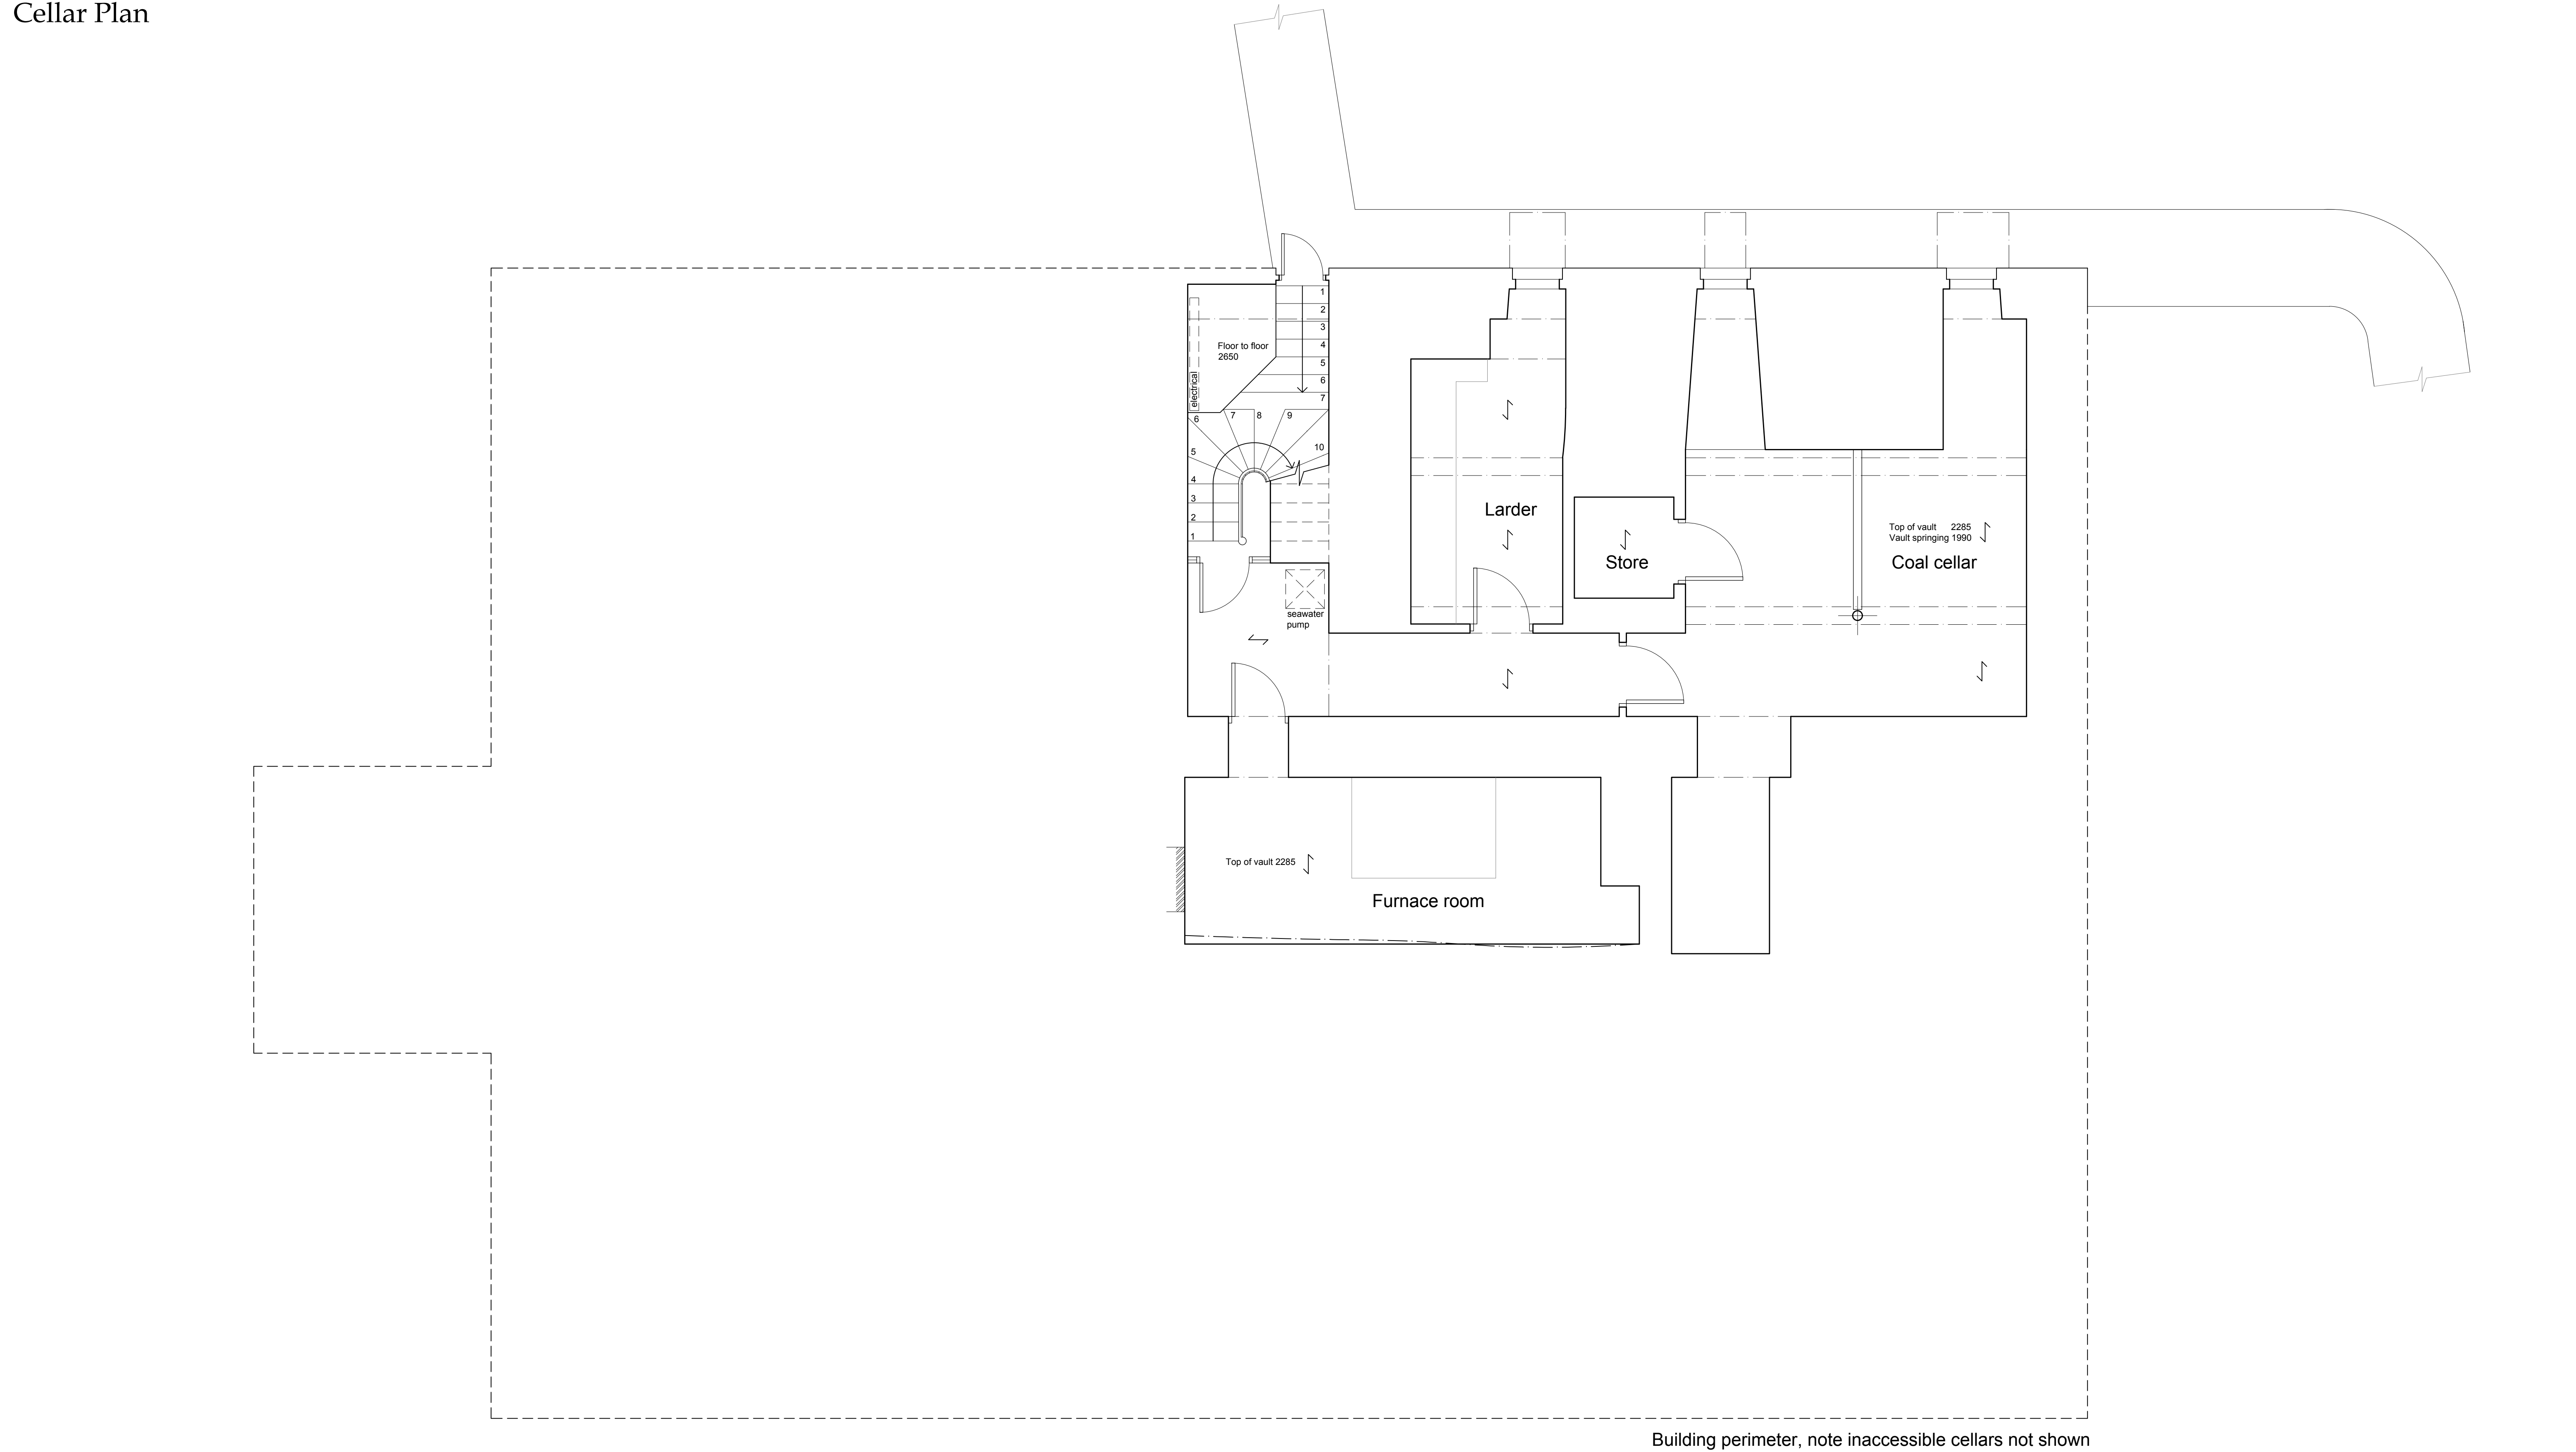 Cellar Plan
1
2
3
4
5
6
7
Floor to floor
2650
electrical
6
7
8
9
10
5
4
3
2
1
seawater
pump
Larder
Store
Top of vault 2285
Vault springing 1990
Coal cellar
Top of vault 2285
Furnace room
Building perimeter, note inaccessible cellars not shown